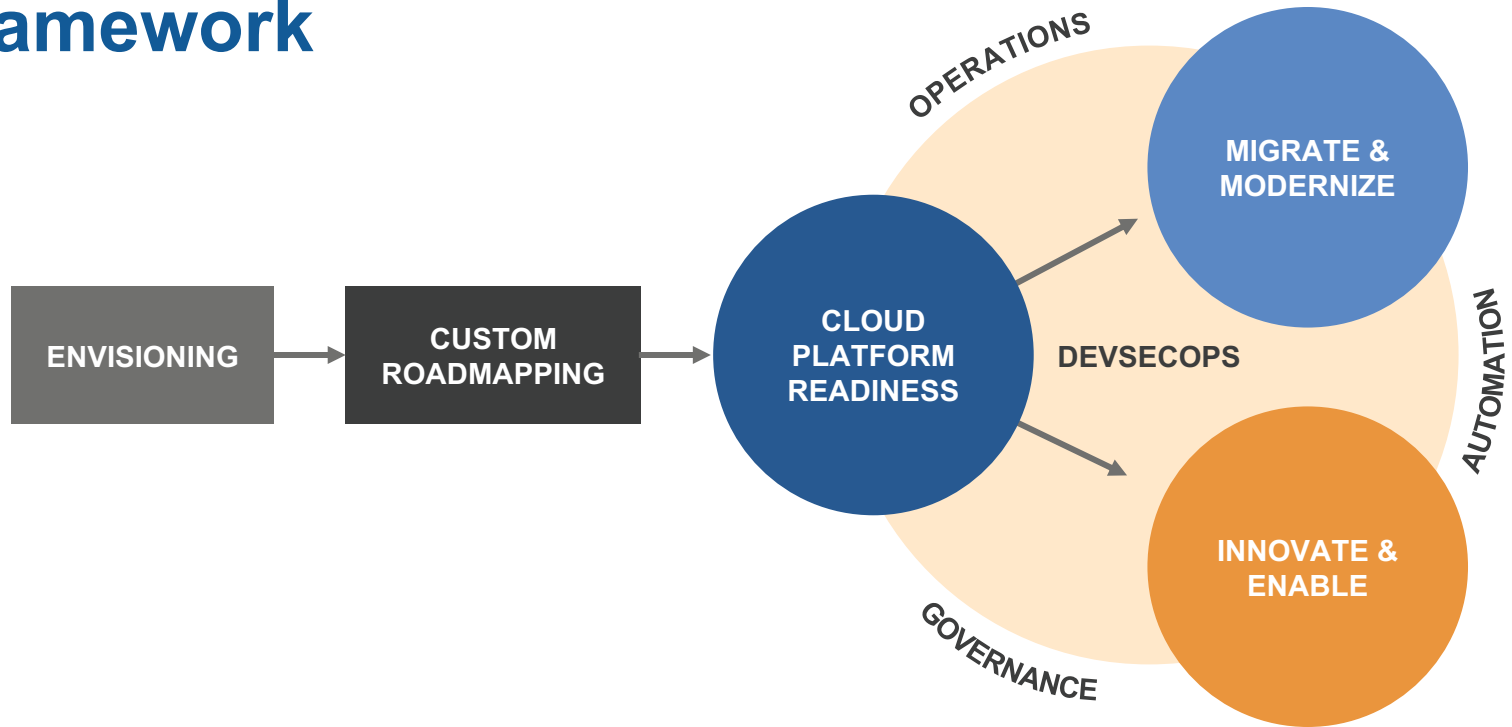 amework
OPERATIONS
MIGRATE &
MODERNIZE
ENVISIONING
CUSTOM
ROADMAPPING
CLOUD
PLATFORM
READINESS
DEVSECOPS
AUTOMATION
INNOVATE &
ENABLE
GOVERNANCE